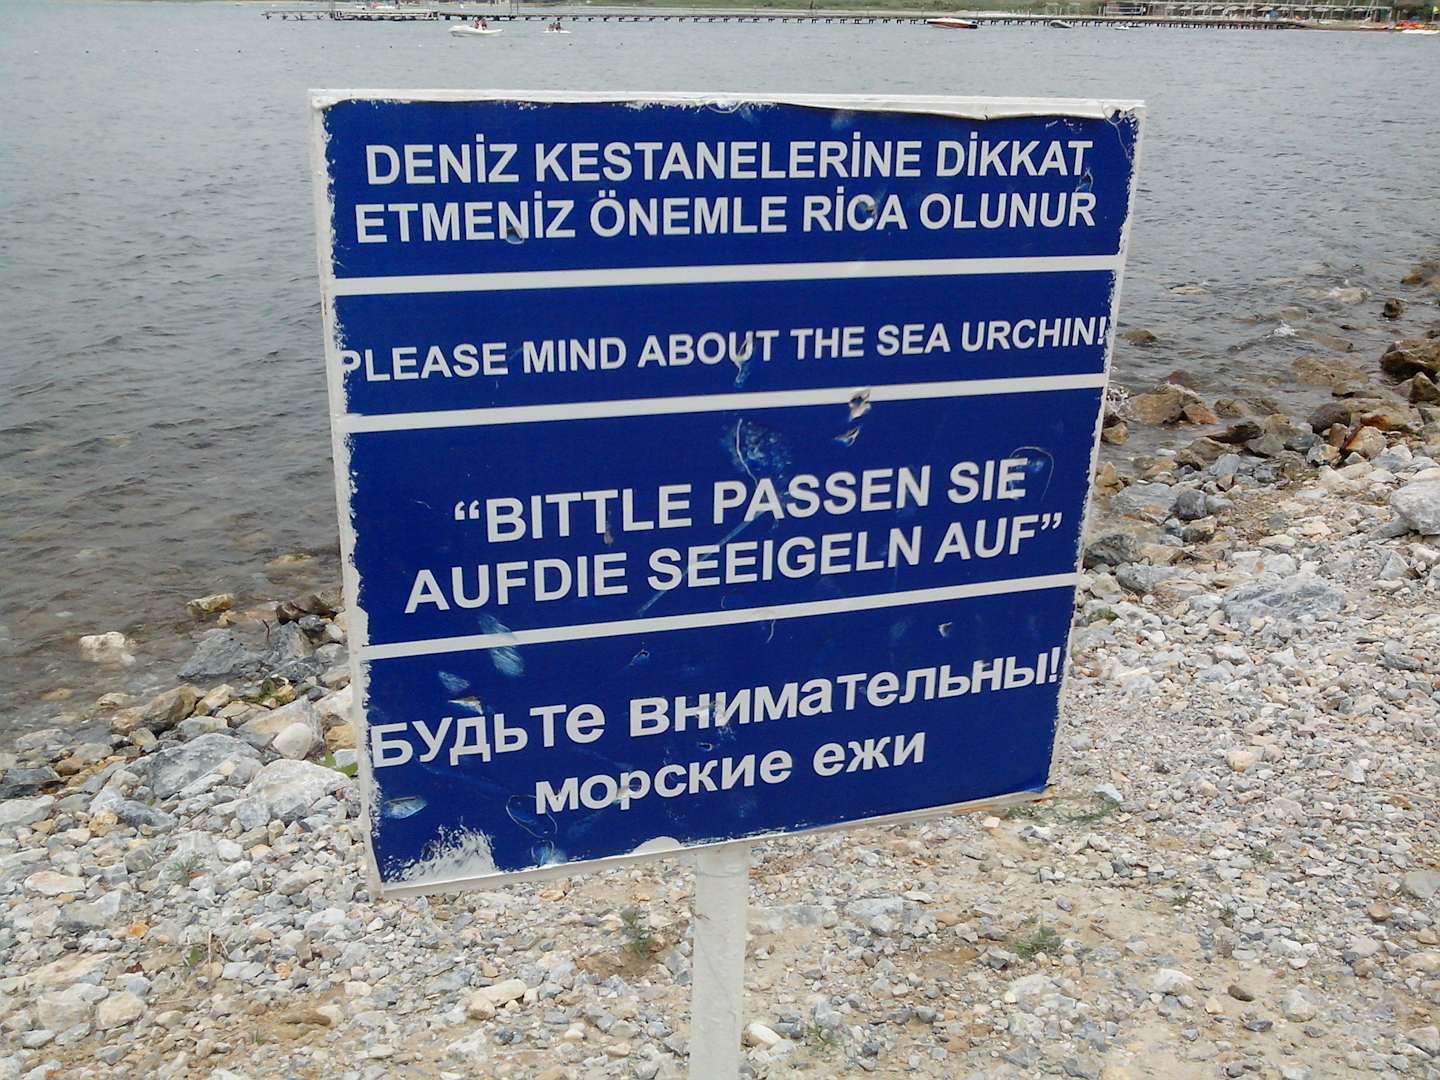 DENİZ KESTANELERİNE DİKKAT
ETMENİZ ÖNEMLE RİCA OLUNUR
PLEASE MIND ABOUT THE SEA URCHIN!
“BITTLE PASSEN SIE
AUFDIE SEEIGELN AUF”
Будьте внимательны!
морские ежи